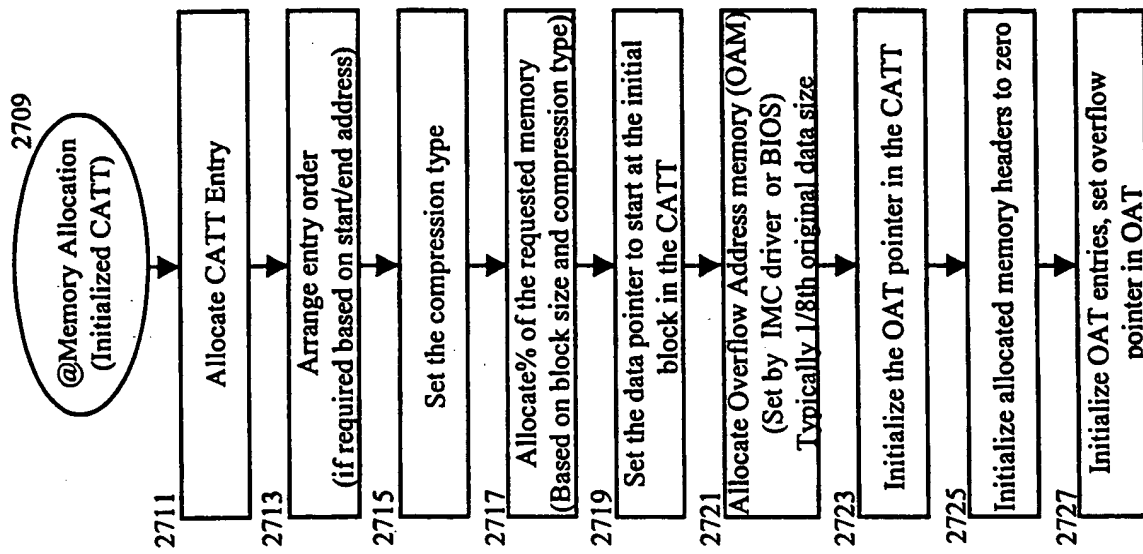 2709
@Memory Allocation
(Initialized CATT)
2711
Allocate CATT Entry
2713
Arrange entry order
(if required based on start/end address)
2715
Set the compression type
2717
Allocate% of the requested memory
(Based on block size and compression type)
2719
Set the data pointer to start at the initial
block in the CATT
2721
Allocate Overflow Address memory (OAM)
(Set by IMC driver or BIOS)
Typically 1/8th original data size
2723
Initialize the OAT pointer in the CATT
2725
Initialize allocated memory headers to zero
2727
Initialize OAT entries, set overflow
pointer in OAT